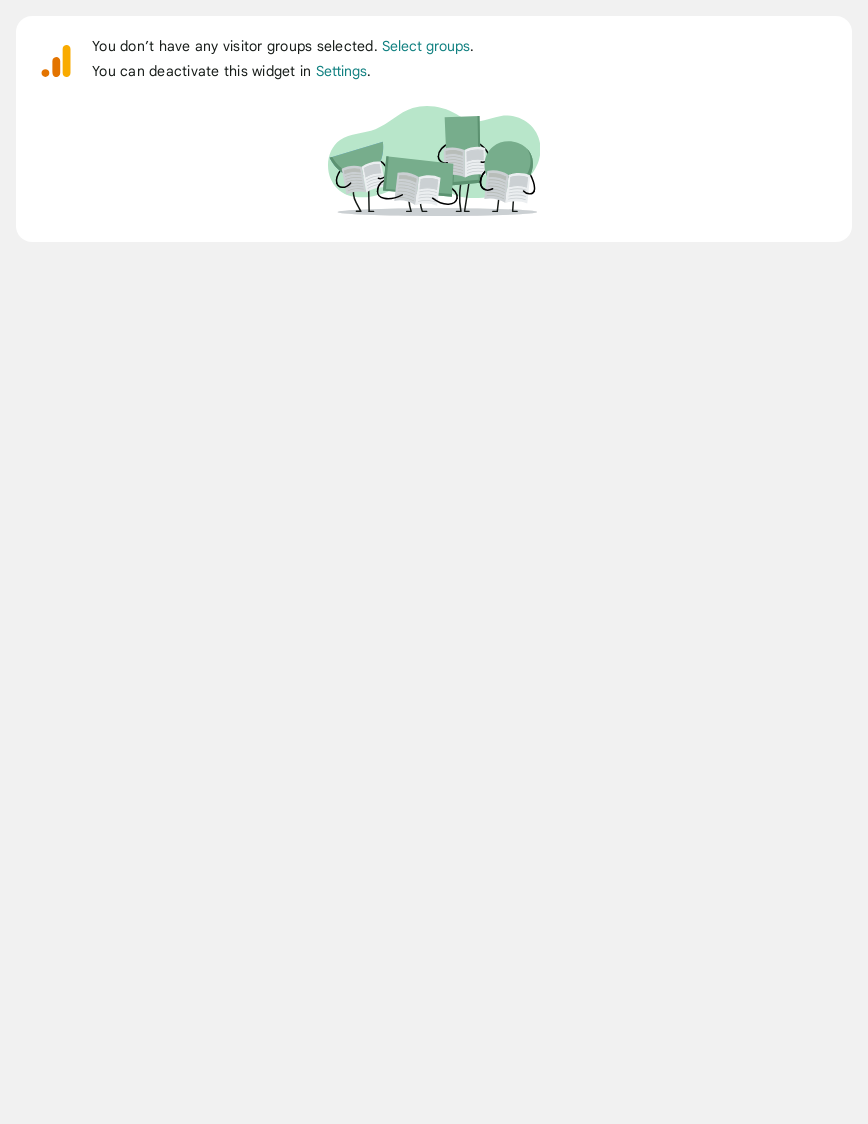 You don’t have any visitor groups selected. Select groups.
You can deactivate this widget in Settings.